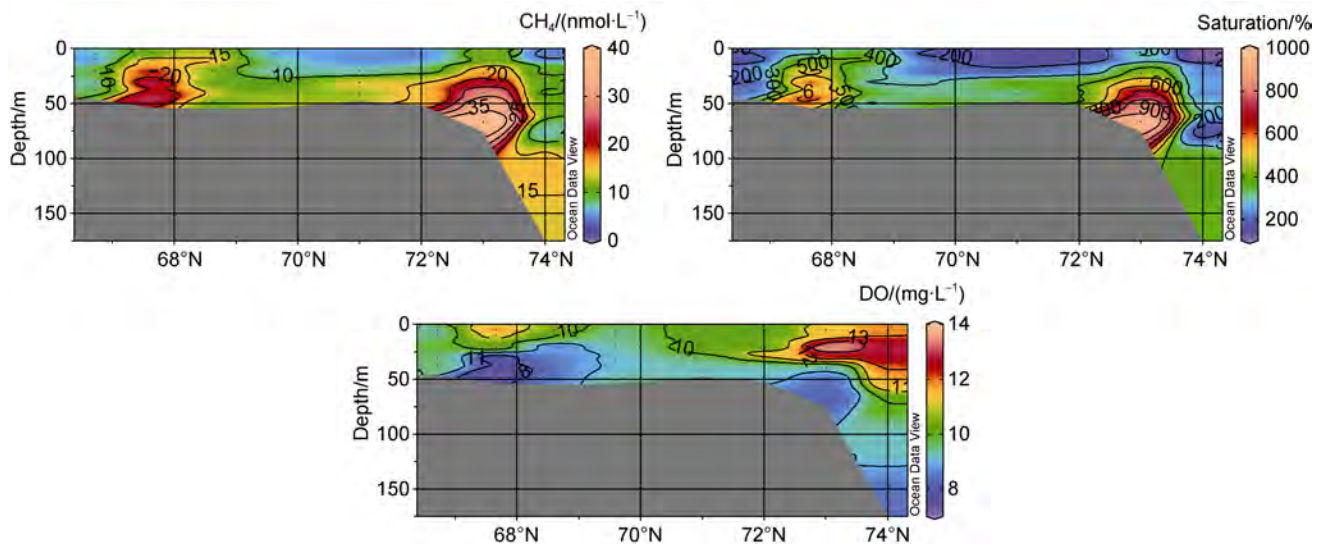 CH₄/(nmol·L⁻¹)
0
50
100
150
Depth/m
68°N
70°N
72°N
74°N
15
10
20
10
20
35
15
40
30
20
10
0
Ocean Data View
Saturation/%
0
50
100
150
Depth/m
68°N
70°N
72°N
74°N
200
500
400
200
600
900
200
1000
800
600
400
200
Ocean Data View
DO/(mg·L⁻¹)
0
50
100
150
Depth/m
68°N
70°N
72°N
74°N
10
11
8
10
13
14
12
10
8
Ocean Data View